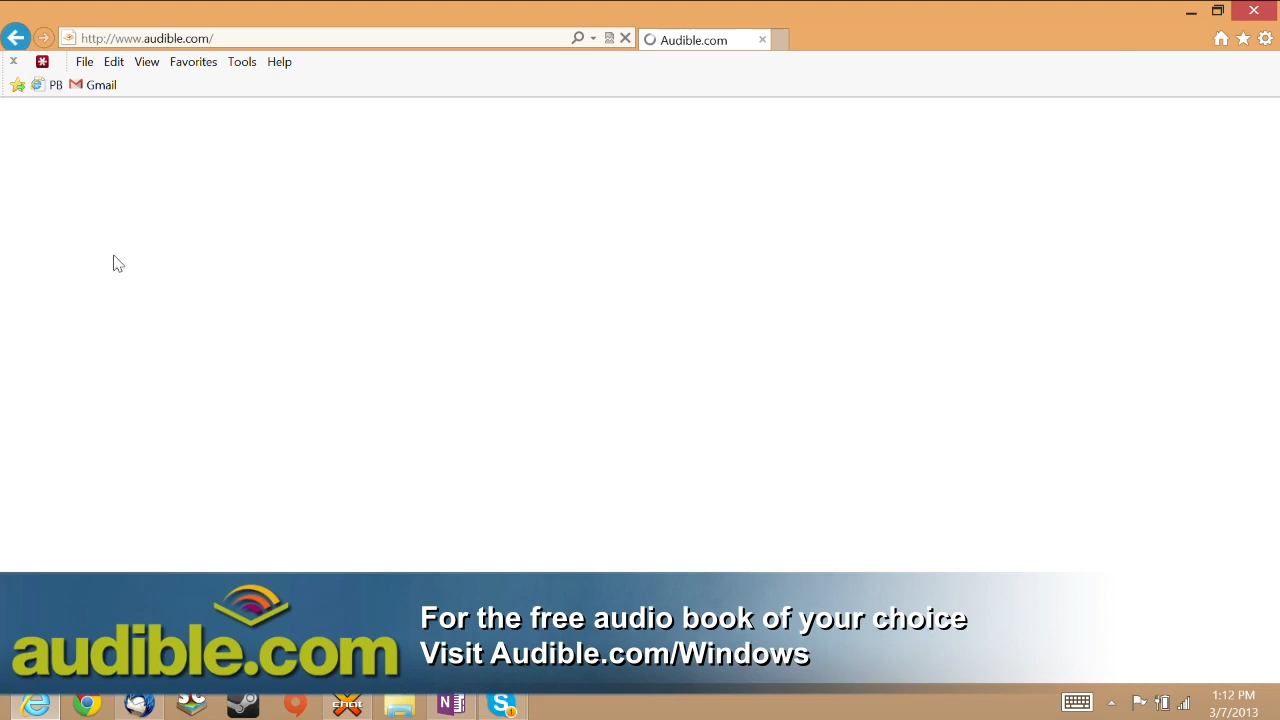 http://www.audible.com/
Audible.com
File Edit View Favorites Tools Help
PB Gmail
audible.com
For the free audio book of your choice
Visit Audible.com/Windows
chat
1:12 PM
3/7/2013